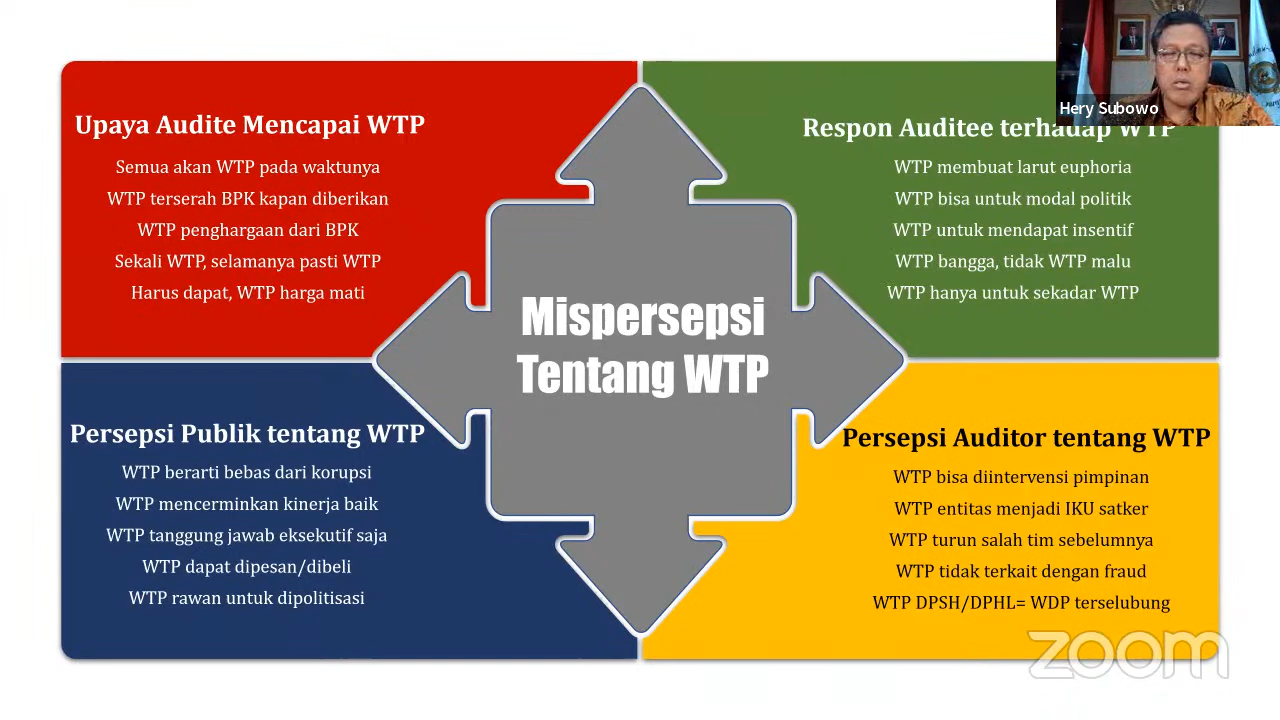 Upaya Audite Mencapai WTP
Semua akan WTP pada waktunya
WTP terserah BPK kapan diberikan
WTP penghargaan dari BPK
Sekali WTP, selamanya pasti WTP
Harus dapat, WTP harga mati
Hery Subowo
Respon Auditee terhadap WTP
WTP membuat larut euphoria
WTP bisa untuk modal politik
WTP untuk mendapat insentif
WTP bangga, tidak WTP malu
WTP hanya untuk sekadar WTP
Mispersepsi
Tentang WTP
Persepsi Publik tentang WTP
WTP berarti bebas dari korupsi
WTP mencerminkan kinerja baik
WTP tanggung jawab eksekutif saja
WTP dapat dipesan/dibeli
WTP rawan untuk dipolitisasi
Persepsi Auditor tentang WTP
WTP bisa diintervensi pimpinan
WTP entitas menjadi IKU satker
WTP turun salah tim sebelumnya
WTP tidak terkait dengan fraud
WTP DPSH/DPHL= WDP terselubung
zoom